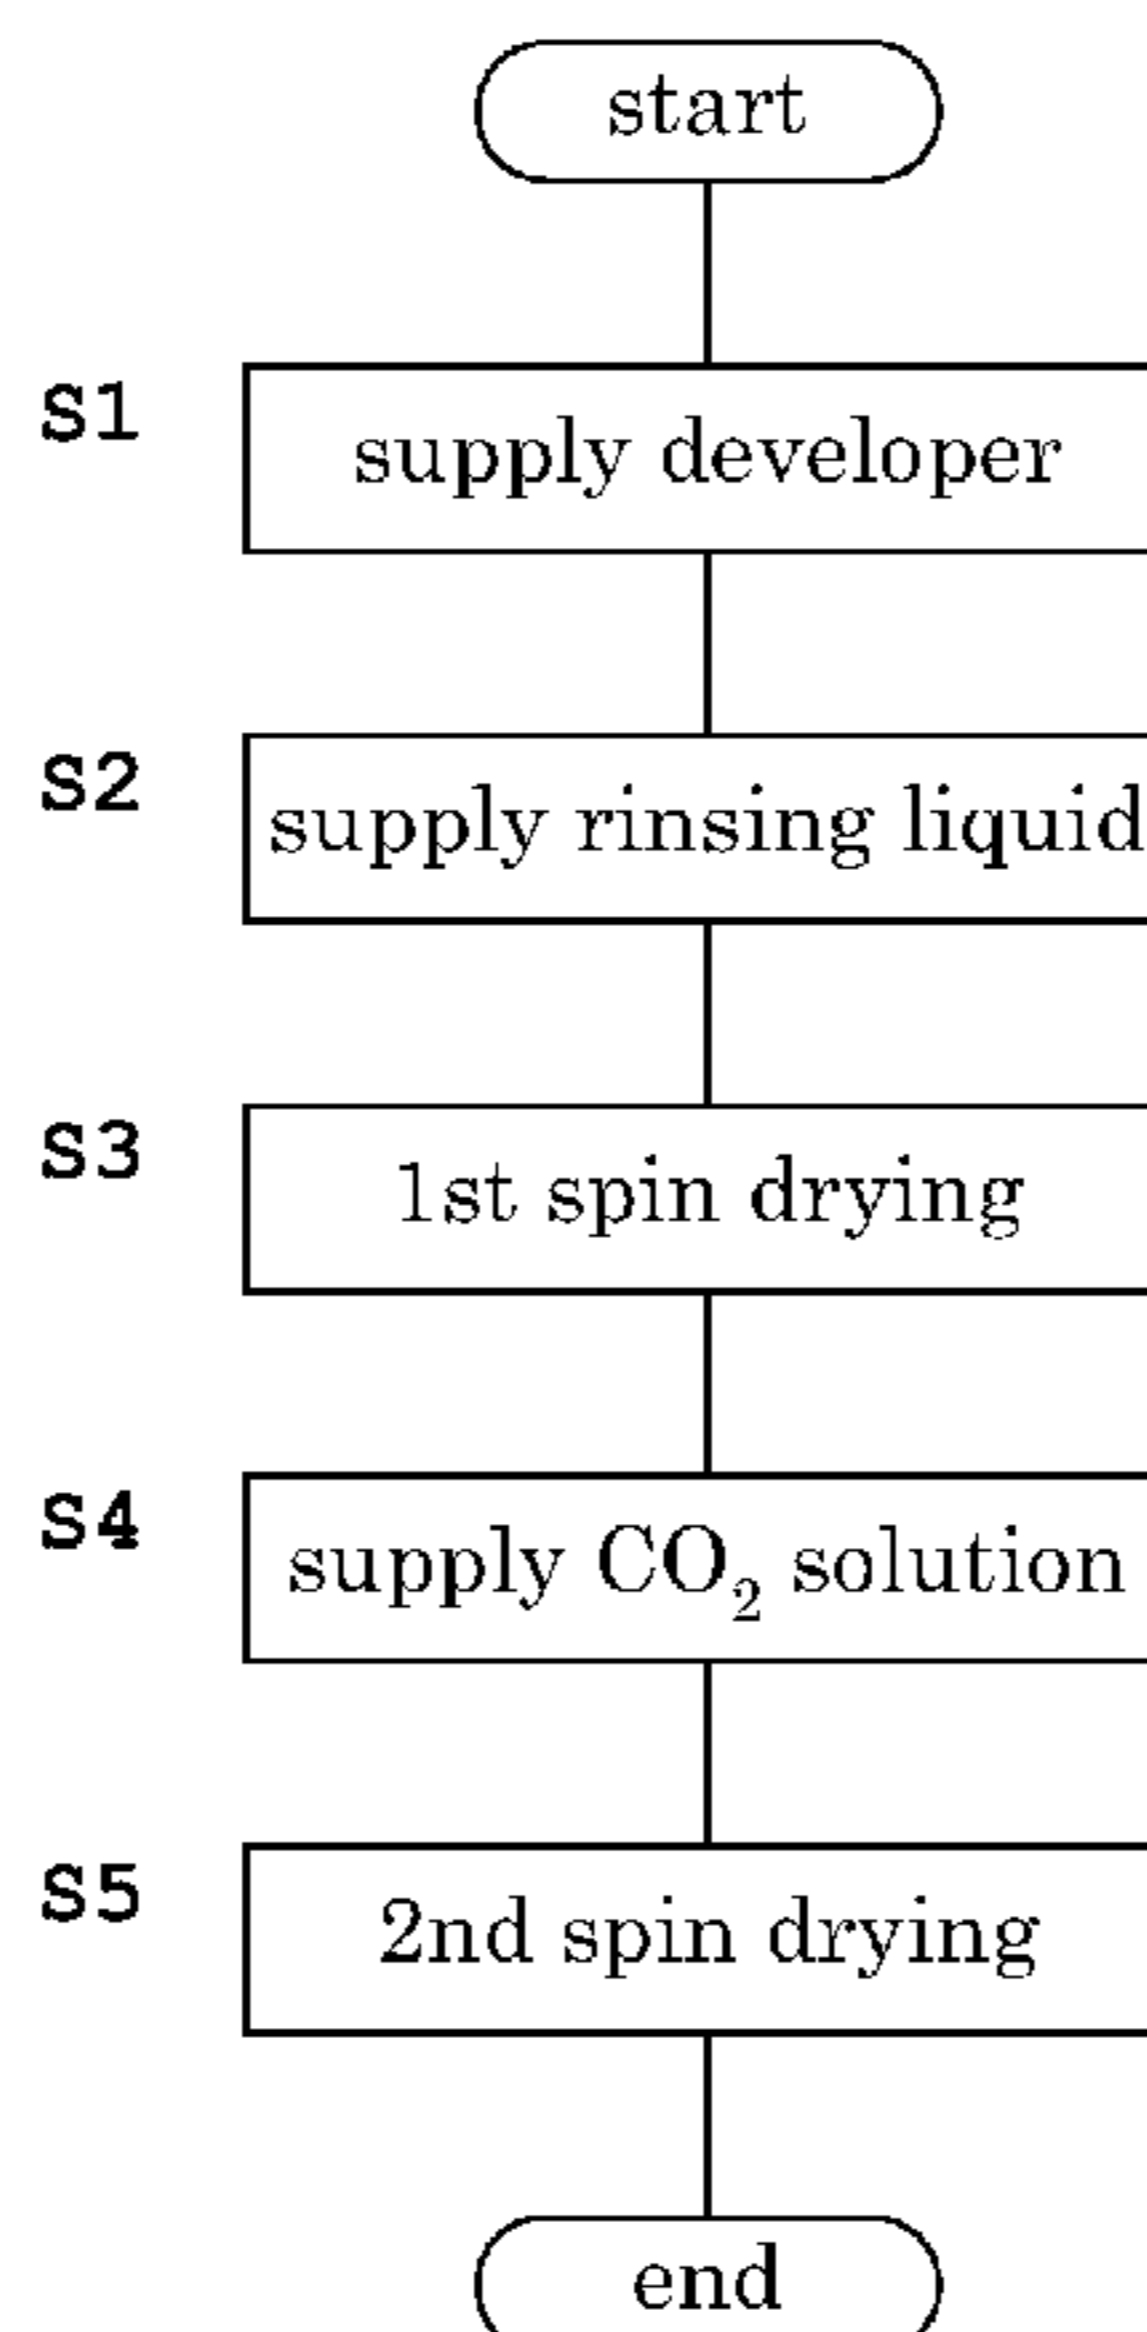 start
S1
supply developer
S2
supply rinsing liquid
S3
1st spin drying
S4
supply CO₂ solution
S5
2nd spin drying
end